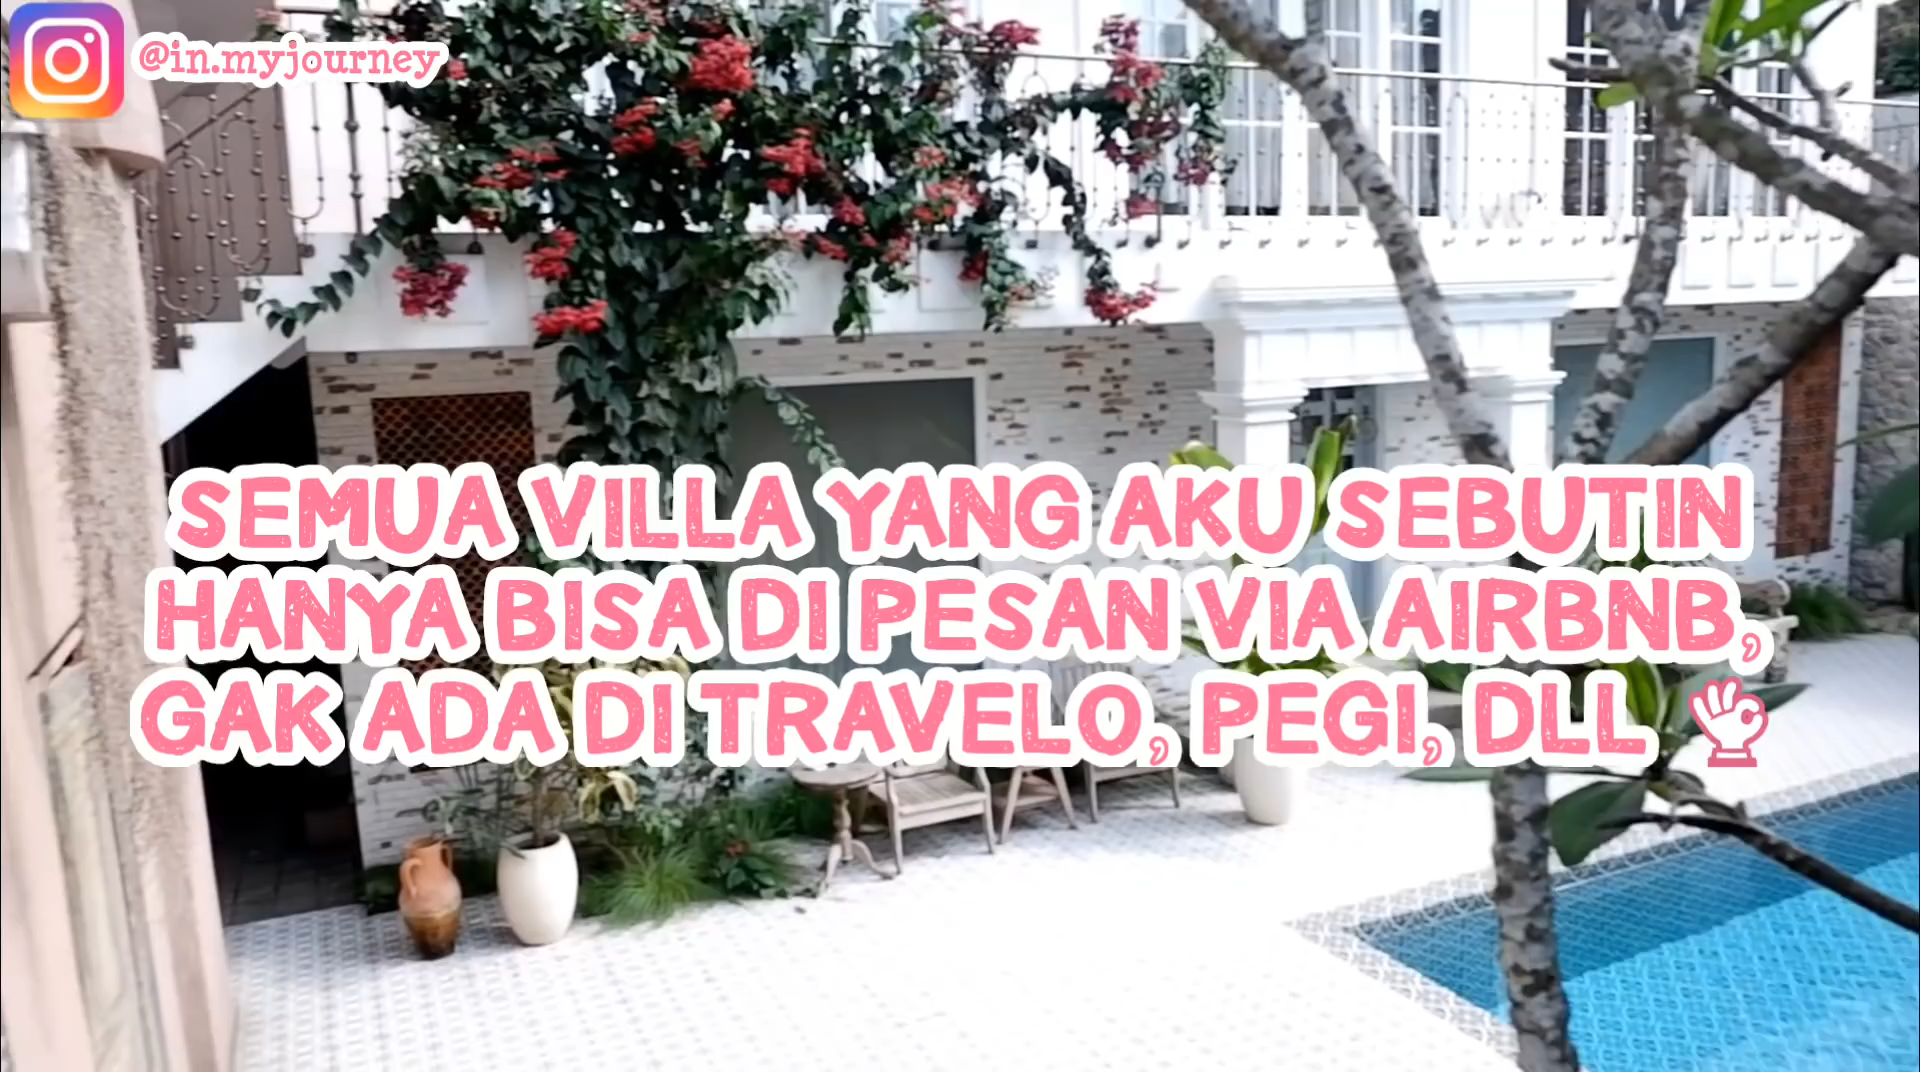 @in.myjourney
SEMUA VILLA YANG AKU SEBUTIN
HANYA BISA DI PESAN VIA AIRBNB,
GAK ADA DI TRAVELO, PEGI, DLL 👌